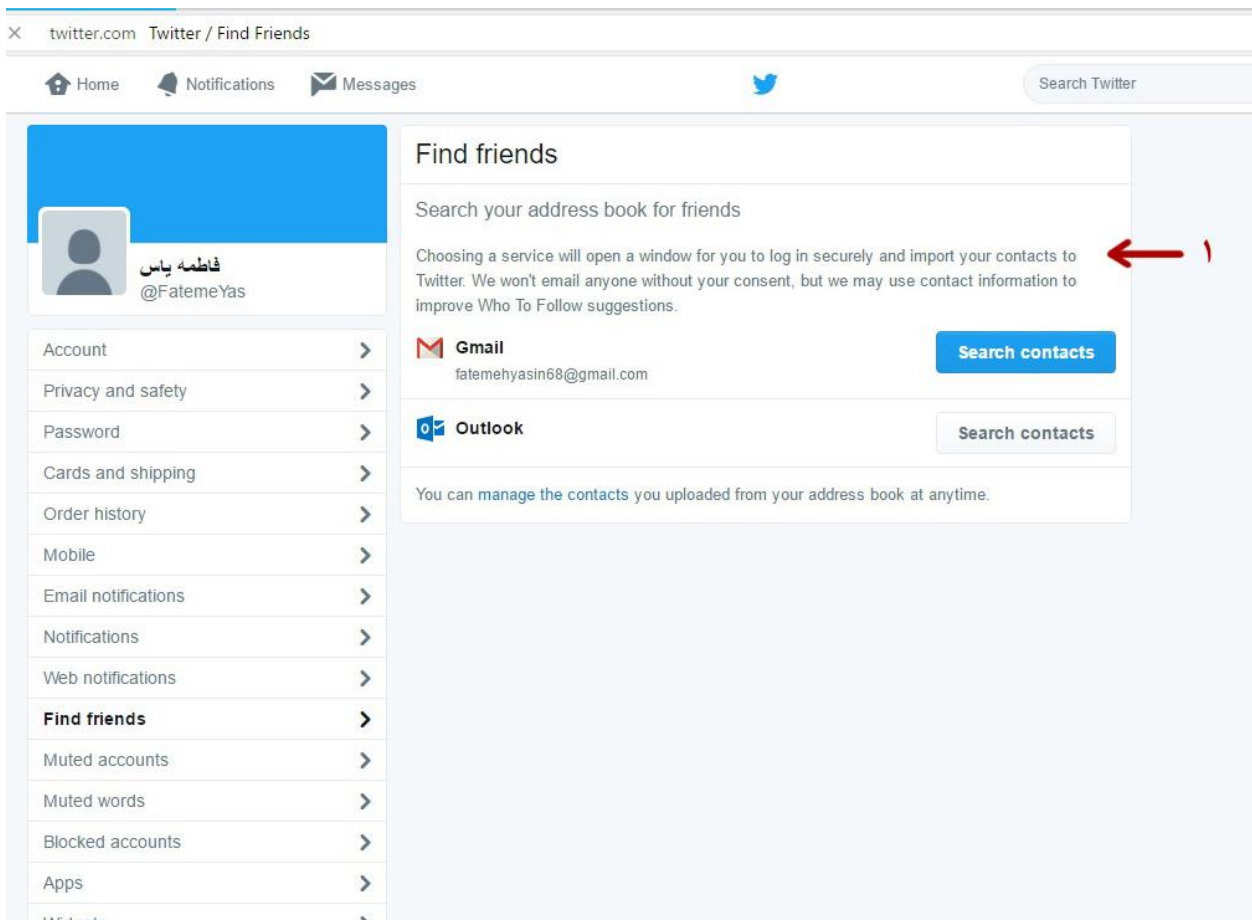 twitter.com Twitter / Find Friends
Home Notifications Messages Search Twitter
فاطمه یاس
@FatemeYas
Account
Privacy and safety
Password
Cards and shipping
Order history
Mobile
Email notifications
Notifications
Web notifications
Find friends
Muted accounts
Muted words
Blocked accounts
Apps
Find friends
Search your address book for friends
Choosing a service will open a window for you to log in securely and import your contacts to
Twitter. We won't email anyone without your consent, but we may use contact information to
improve Who To Follow suggestions.
۱
Gmail
fatemehyasin68@gmail.com
Search contacts
Outlook
Search contacts
You can manage the contacts you uploaded from your address book at anytime.